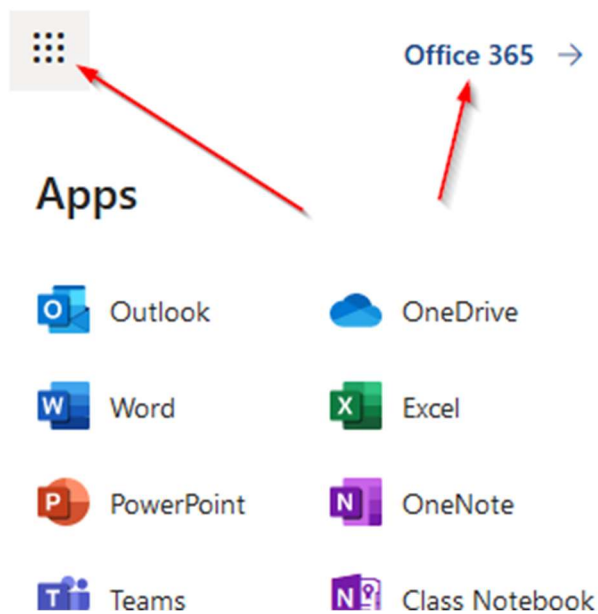 Office 365 →
Apps
Outlook
OneDrive
Word
Excel
PowerPoint
OneNote
Teams
Class Notebook